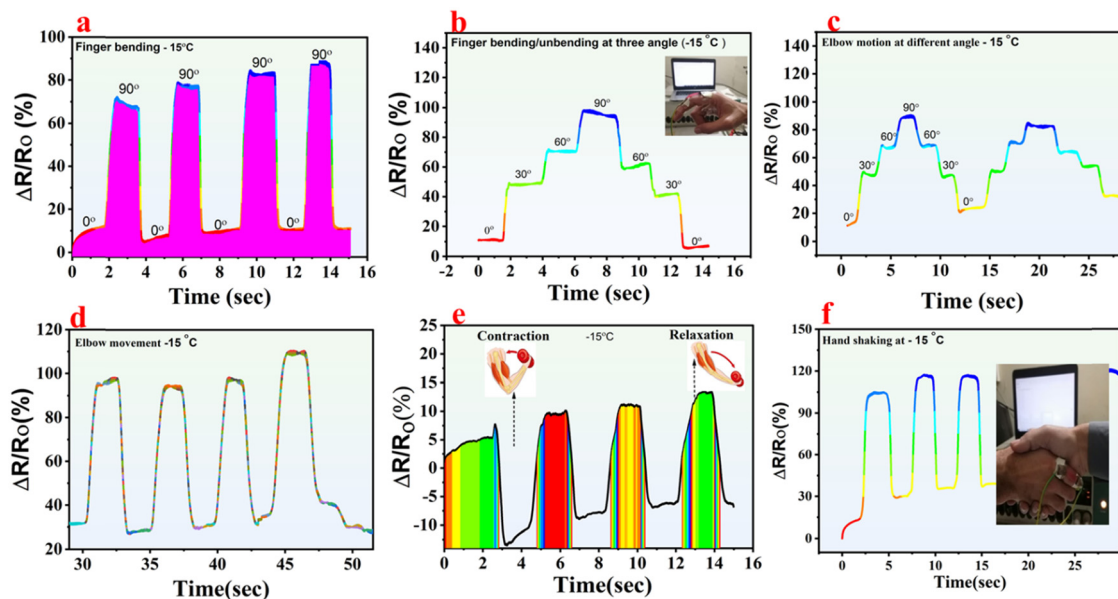 a
Finger bending - 15°C
ΔR/RO (%)
100
80
60
40
20
0
0°
90°
0°
90°
0°
90°
0°
90°
0 2 4 6 8 10 12 14 16
Time (sec)
b
Finger bending/unbending at three angle (-15 °C )
ΔR/RO (%)
140
120
100
80
60
40
20
0
0°
30°
60°
90°
60°
30°
0°
-2 0 2 4 6 8 10 12 14 16
Time (sec)
c
Elbow motion at different angle - 15 °C
ΔR/RO (%)
140
120
100
80
60
40
20
0
0°
30°
60°
90°
60°
30°
0°
0 5 10 15 20 25
Time (sec)
d
Elbow movement -15 °C
ΔR/RO(%)
120
100
80
60
40
20
30 35 40 45 50
Time(sec)
e
Contraction
-15°C
Relaxation
ΔR/RO(%)
25
20
15
10
5
0
-5
-10
0 2 4 6 8 10 12 14 16
Time(sec)
f
Hand shaking at - 15 °C
ΔR/RO(%)
150
120
90
60
30
0
0 5 10 15 20 25
Time(sec)